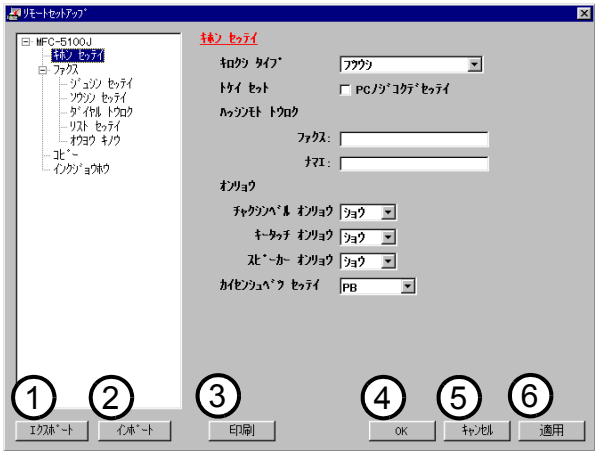 ﾘﾓｰﾄｾｯﾄｱｯﾌﾟ
MFC-5100J
ｷﾎﾝ ｾｯﾃｲ
ﾌｧｸｽ
ｼﾞｭｼﾝ ｾｯﾃｲ
ｿｳｼﾝ ｾｯﾃｲ
ﾀﾞｲﾔﾙ ﾄｳﾛｸ
ﾘｽﾄ ｾｯﾃｲ
ｵｳﾖｳ ｷﾉｳ
ｺﾋﾟｰ
ｲﾝｸｼﾞｮｳﾎｳ
ｷﾎﾝ ｾｯﾃｲ
ｷﾛｸｼ ﾀｲﾌﾟ
ﾌﾂｳｼ
ﾄｹｲ ｾｯﾄ
PCﾉｼﾞｺｸﾃﾞｾｯﾃｲ
ﾊｯｼﾝﾓﾄ ﾄｳﾛｸ
ﾌｧｸｽ:
ﾅﾏｴ:
ｵﾝﾘｮｳ
ﾁｬｸｼﾝﾍﾞﾙ ｵﾝﾘｮｳ ｼｮｳ
ｷｰﾀｯﾁ ｵﾝﾘｮｳ ｼｮｳ
ｽﾋﾟｰｶｰ ｵﾝﾘｮｳ ｼｮｳ
ｶｲｾﾝｼｭﾍﾞﾂ ｾｯﾃｲ PB
1 2 3 4 5 6
ｴｸｽﾎﾟｰﾄ ｲﾝﾎﾟｰﾄ 印刷 OK ｷｬﾝｾﾙ 適用